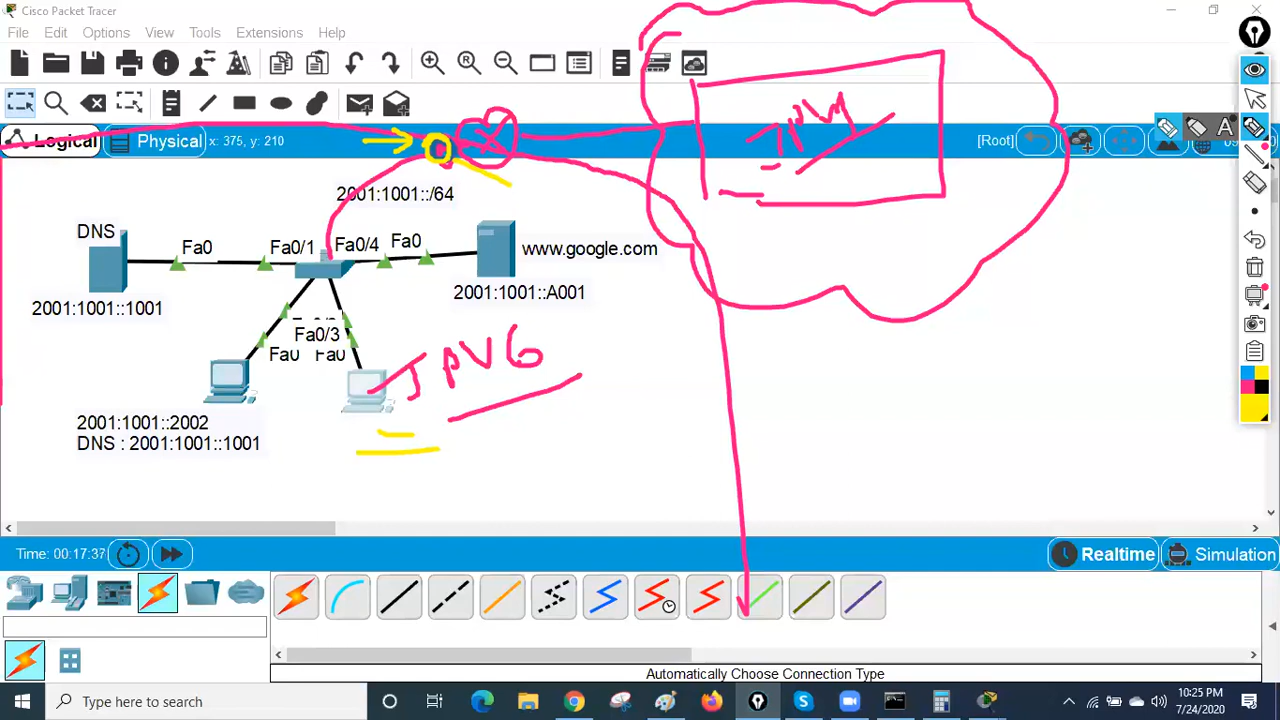 Cisco Packet Tracer
File Edit Options View Tools Extensions Help
Logical Physical x: 375, y: 210 [Root]
2001:1001::/64
DNS Fa0 Fa0/1 Fa0/4 Fa0 www.google.com
2001:1001::1001 2001:1001::A001
Fa0/3
Fa0 Fa0
IPV6
2001:1001::2002
DNS : 2001:1001::1001
Time: 00:17:37 Realtime Simulation
Automatically Choose Connection Type
Type here to search
10:25 PM
7/24/2020